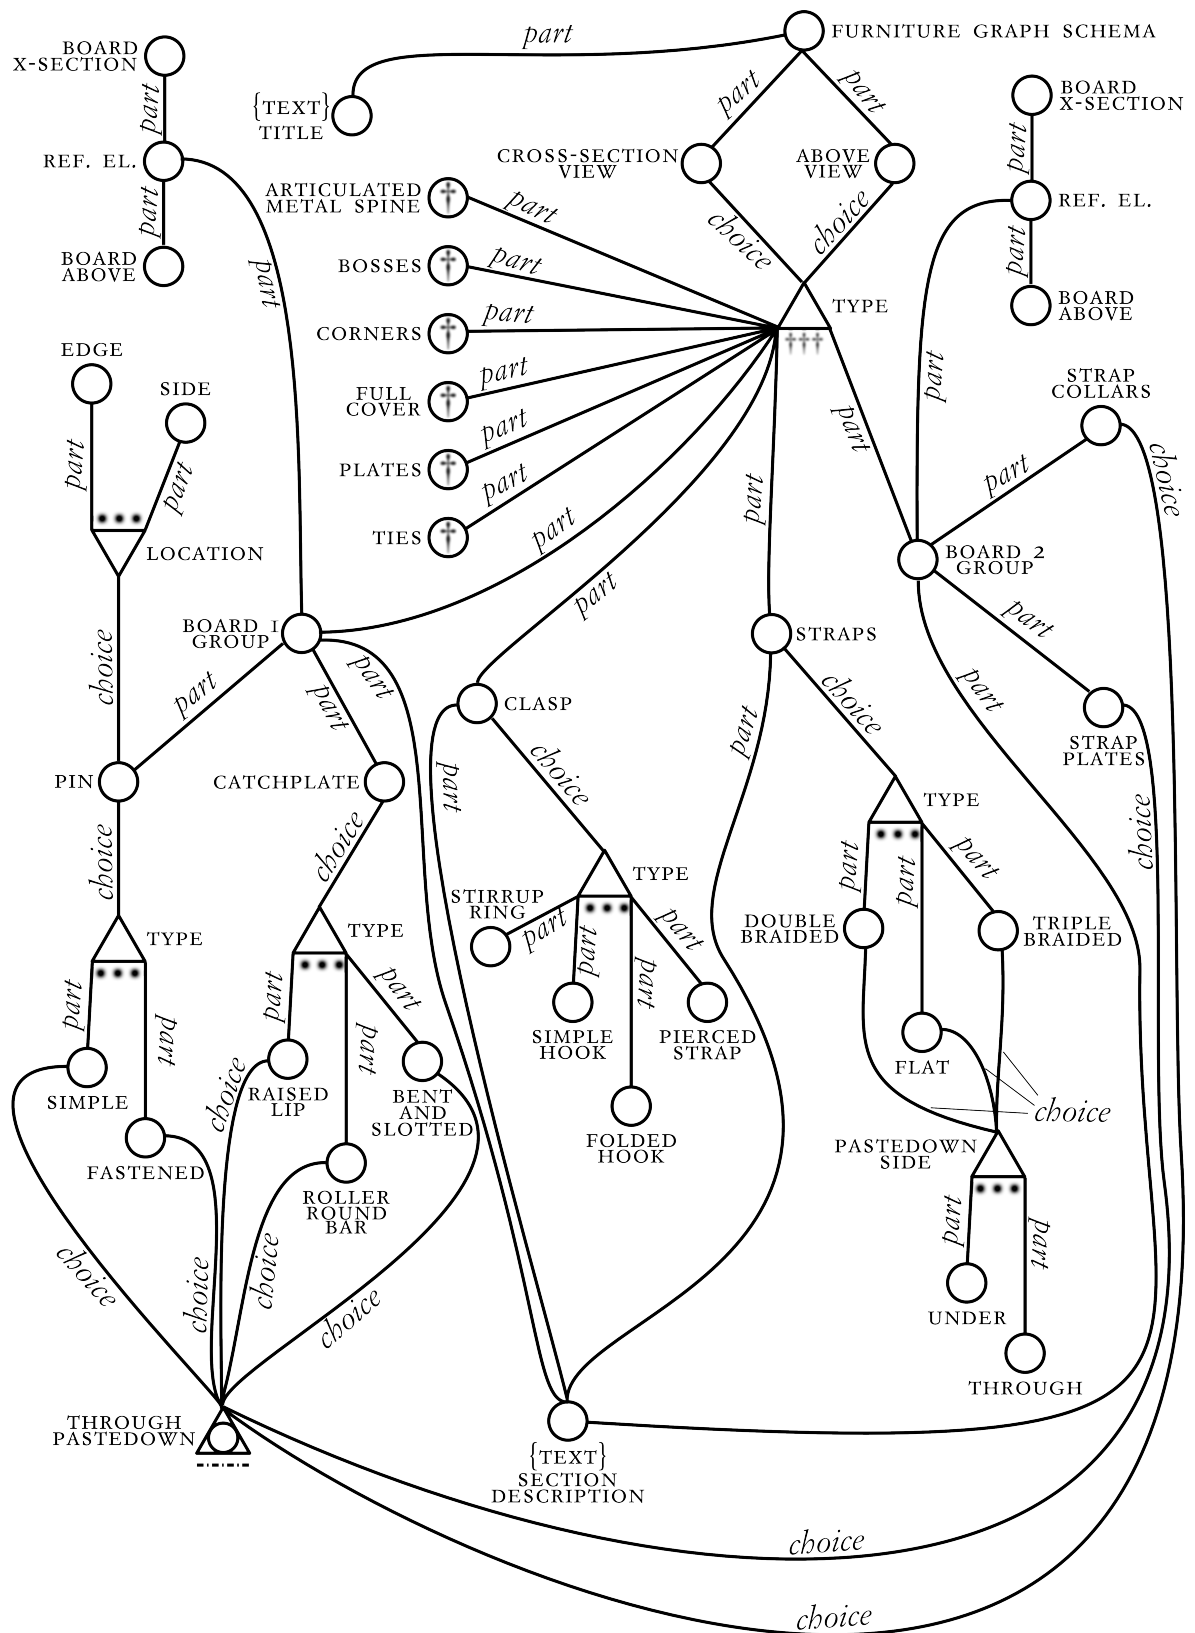 part
FURNITURE GRAPH SCHEMA
BOARD
X-SECTION
{TEXT}
TITLE
part
part
BOARD
X-SECTION
part
part
REF. EL.
CROSS-SECTION
VIEW
ABOVE
VIEW
REF. EL.
part
part
BOARD
ABOVE
BOARD
ABOVE
part
part
ARTICULATED
METAL SPINE
†
part
BOSSES
†
part
CORNERS
†
part
FULL
COVER
†
part
PLATES
†
part
TIES
†
part
choice
choice
TYPE
†††
EDGE
SIDE
part
part
LOCATION
choice
STRAP
COLLARS
part
choice
part
part
part
part
BOARD 1
GROUP
BOARD 2
GROUP
STRAPS
CLASP
part
part
part
part
part
STRAP
PLATES
choice
PIN
CATCHPLATE
part
choice
part
choice
choice
choice
TYPE
part
part
part
TYPE
STIRRUP
RING
part
part
part
part
DOUBLE
BRAIDED
TRIPLE
BRAIDED
TYPE
TYPE
part
part
part
part
part
SIMPLE
HOOK
PIERCED
STRAP
FLAT
choice
SIMPLE
FASTENED
RAISED
LIP
BENT
AND
SLOTTED
choice
FOLDED
HOOK
ROLLER
ROUND
BAR
PASTEDOWN
SIDE
part
part
choice
choice
choice
choice
UNDER
THROUGH
THROUGH
PASTEDOWN
{TEXT}
SECTION
DESCRIPTION
choice
choice